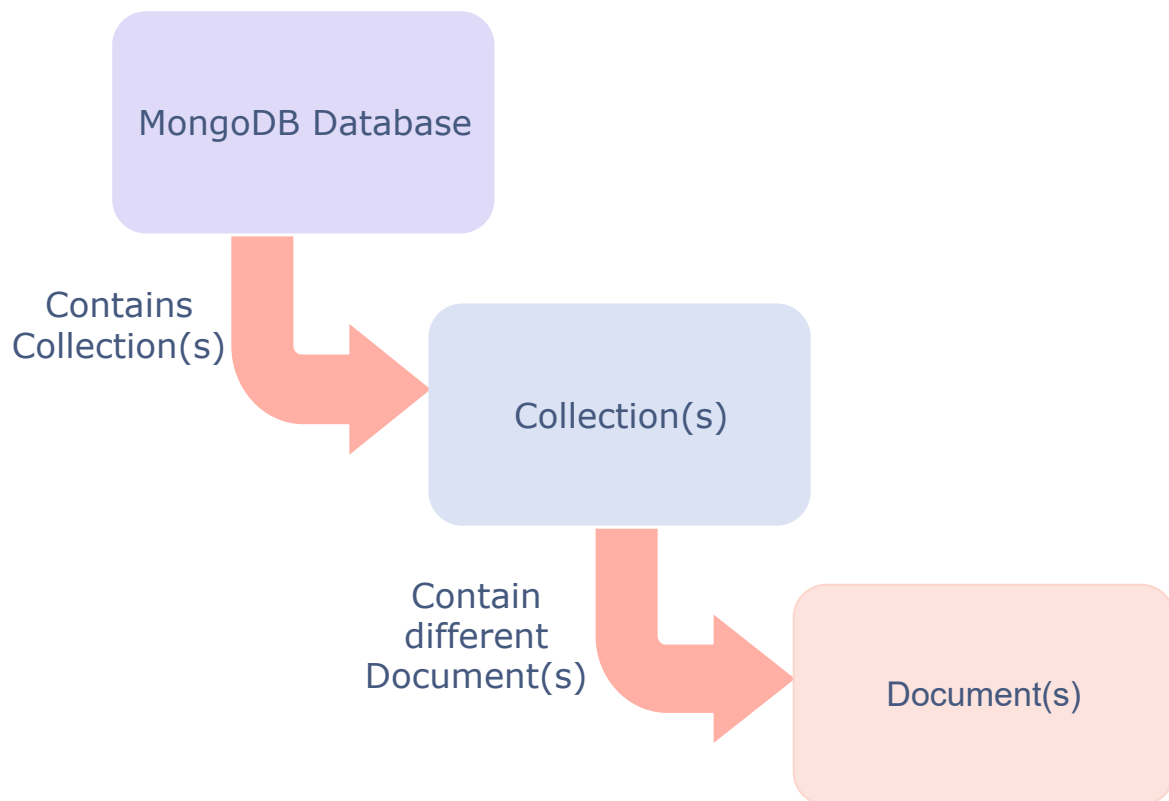 MongoDB Database
Contains
Collection(s)
Collection(s)
Contain
different
Document(s)
Document(s)